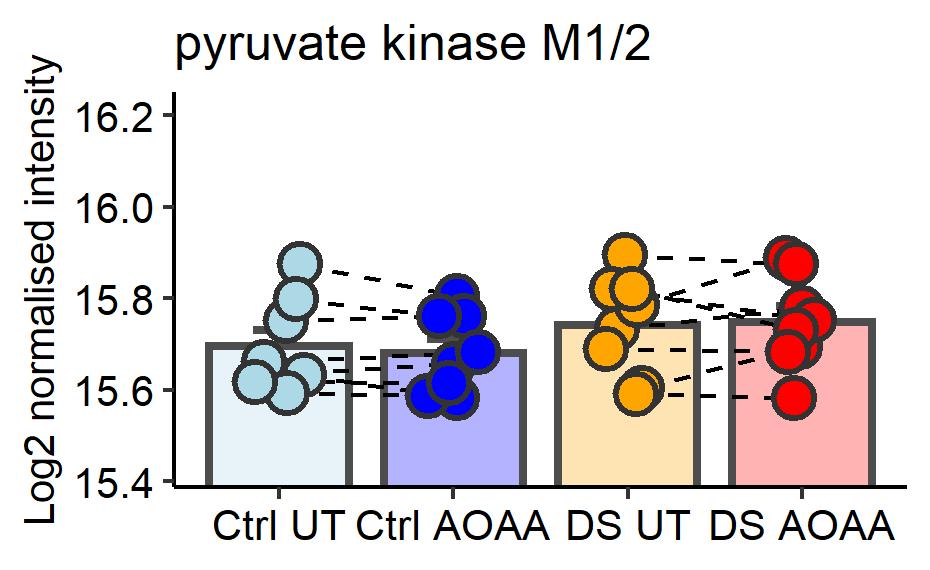 pyruvate kinase M1/2
Log2 normalised intensity
16.2
16.0
15.8
15.6
15.4
Ctrl UT Ctrl AOAA DS UT DS AOAA